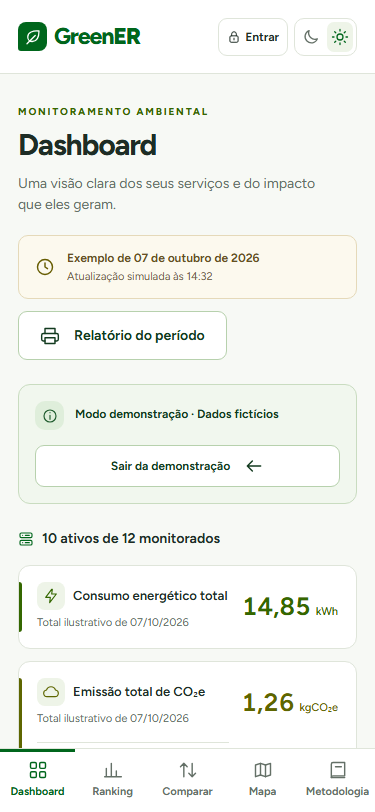 GreenER
Entrar
MONITORAMENTO AMBIENTAL
Dashboard
Uma visão clara dos seus serviços e do impacto
que eles geram.
Exemplo de 07 de outubro de 2026
Atualização simulada às 14:32
Relatório do período
Modo demonstração · Dados fictícios
Sair da demonstração
10 ativos de 12 monitorados
Consumo energético total
14,85 kWh
Total ilustrativo de 07/10/2026
Emissão total de CO₂e
1,26 kgCO₂e
Total ilustrativo de 07/10/2026
Dashboard
Ranking
Comparar
Mapa
Metodologia